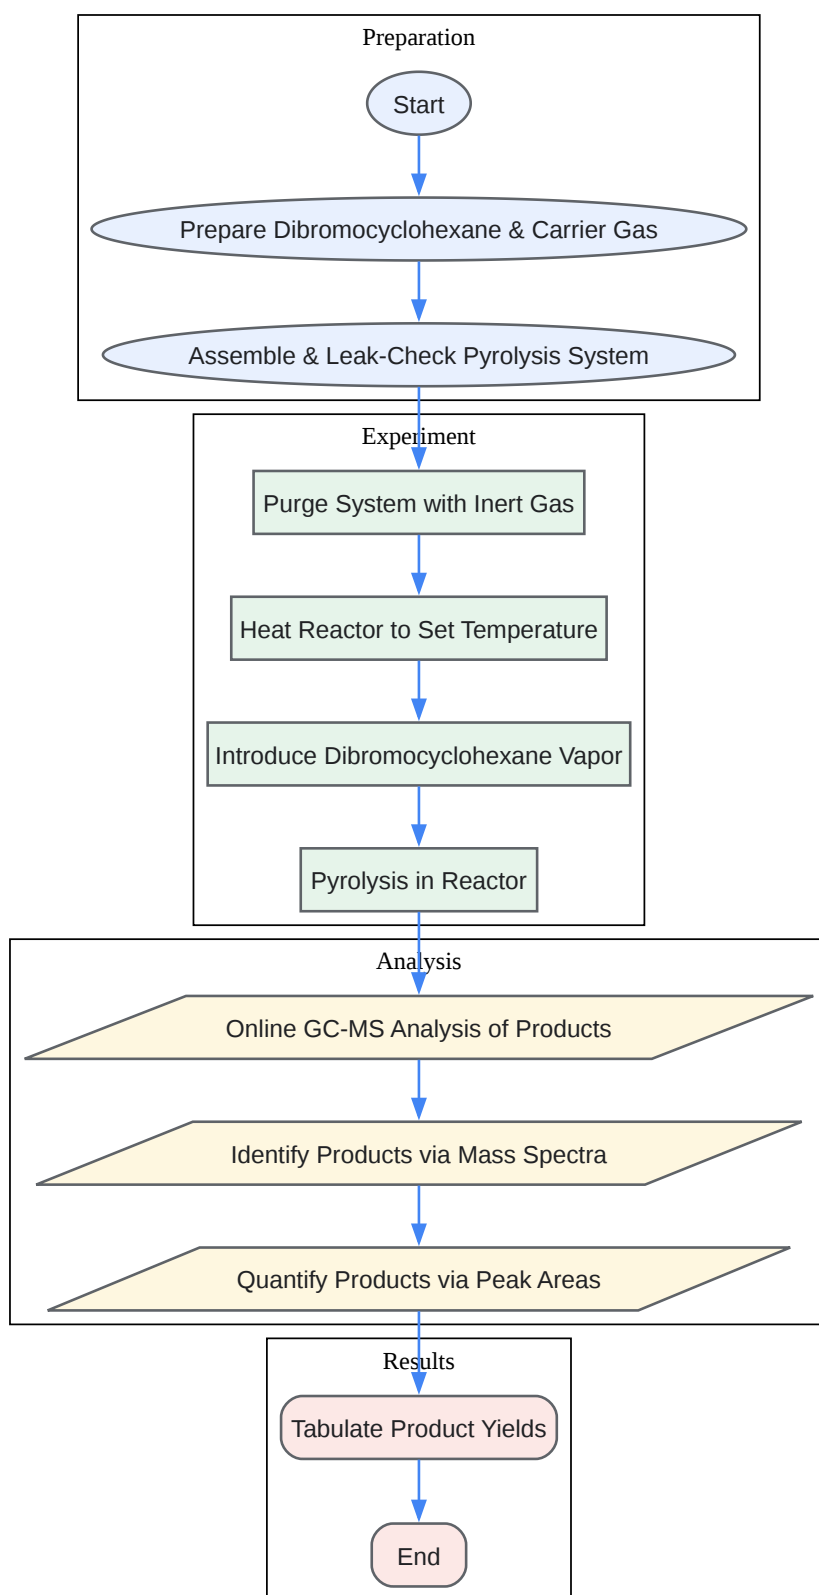 Preparation
Start
Prepare Dibromocyclohexane & Carrier Gas
Assemble & Leak-Check Pyrolysis System
Experiment
Purge System with Inert Gas
Heat Reactor to Set Temperature
Introduce Dibromocyclohexane Vapor
Pyrolysis in Reactor
Analysis
Online GC-MS Analysis of Products
Identify Products via Mass Spectra
Quantify Products via Peak Areas
Results
Tabulate Product Yields
End